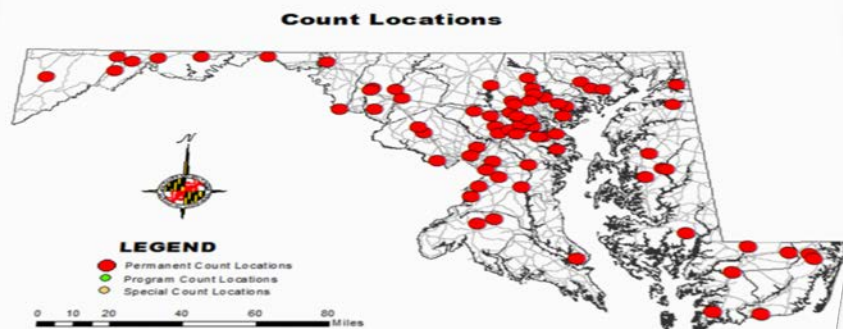 Count Locations
N
LEGEND
Permanent Count Locations
Program Count Locations
Special Count Locations
0 10 20 40 60 80
Miles